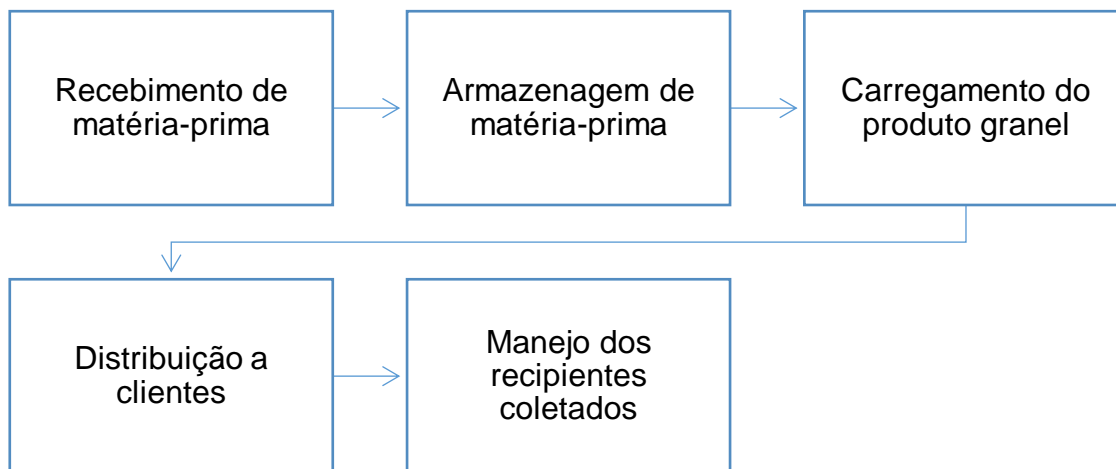 Recebimento de
matéria-prima
Armazenagem de
matéria-prima
Carregamento do
produto granel
Distribuição a
clientes
Manejo dos
recipientes
coletados